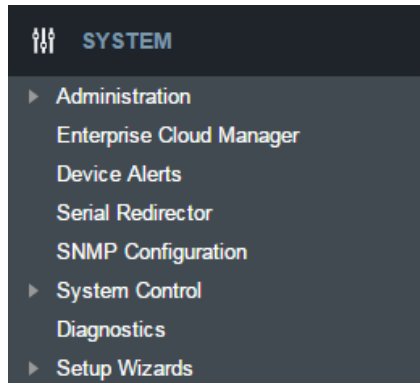 SYSTEM
Administration
Enterprise Cloud Manager
Device Alerts
Serial Redirector
SNMP Configuration
System Control
Diagnostics
Setup Wizards